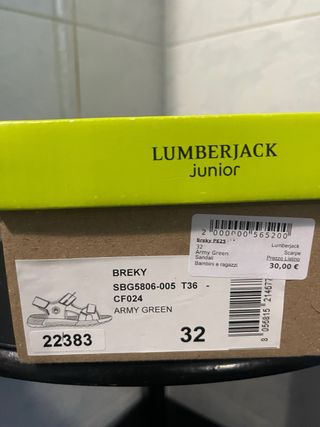 LUMBERJACK
junior
2 000000 565200
Breky PE25
32
Army Green
Sandali
Bambini e ragazzi
Lumberjack
Scarpe
Prezzo Listino
30,00 €
BREKY
SBG5806-005 T36 -
CF024
ARMY GREEN
22383
32